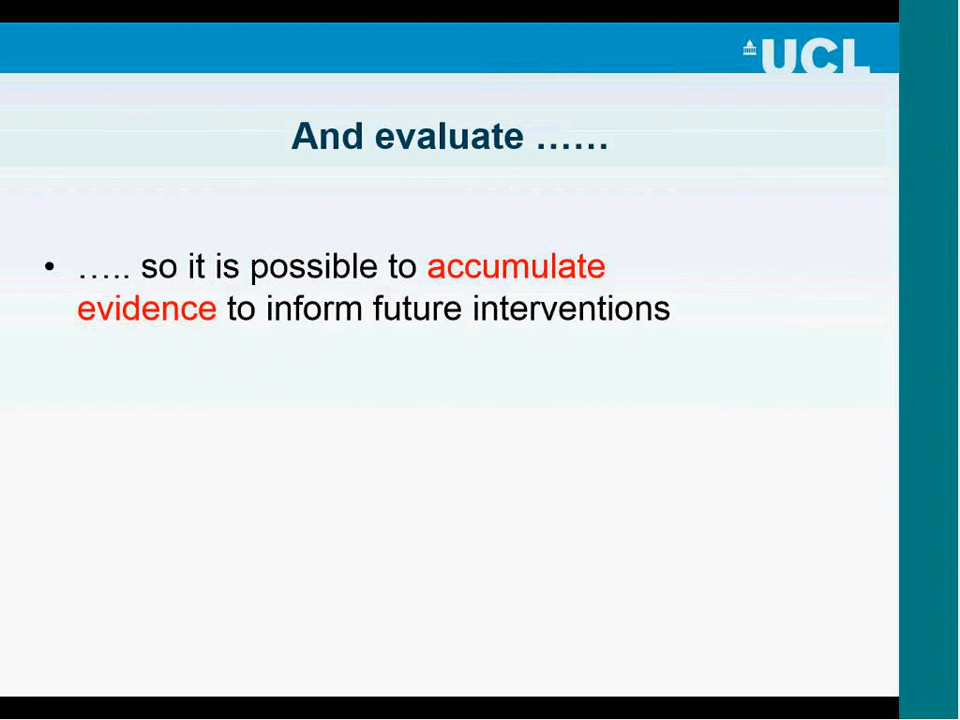 UCL
And evaluate ……
• ….. so it is possible to accumulate
evidence to inform future interventions